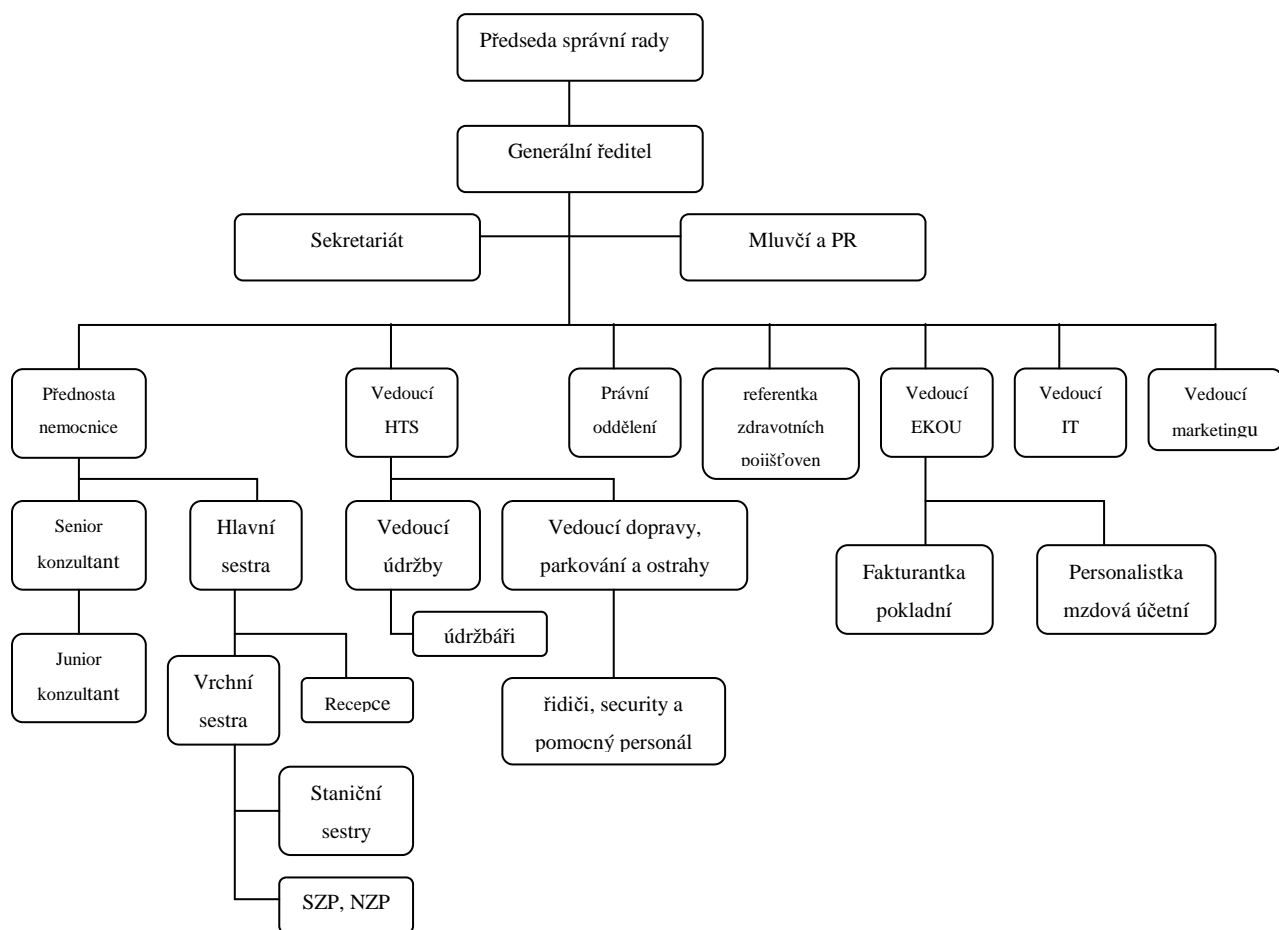 Předseda správní rady
Generální ředitel
Sekretariát
Mluvčí a PR
Přednosta
nemocnice
Vedoucí
HTS
Právní
oddělení
referentka
zdravotních
pojišťoven
Vedoucí
EKOU
Vedoucí
IT
Vedoucí
marketingu
Senior
konzultant
Hlavní
sestra
Vedoucí
údržby
Vedoucí dopravy,
parkování a ostrahy
Fakturantka
pokladní
Personalistka
mzdová účetní
údržbáři
Junior
konzultant
Vrchní
sestra
Recepce
řidiči, security a
pomocný personál
Staniční
sestry
SZP, NZP